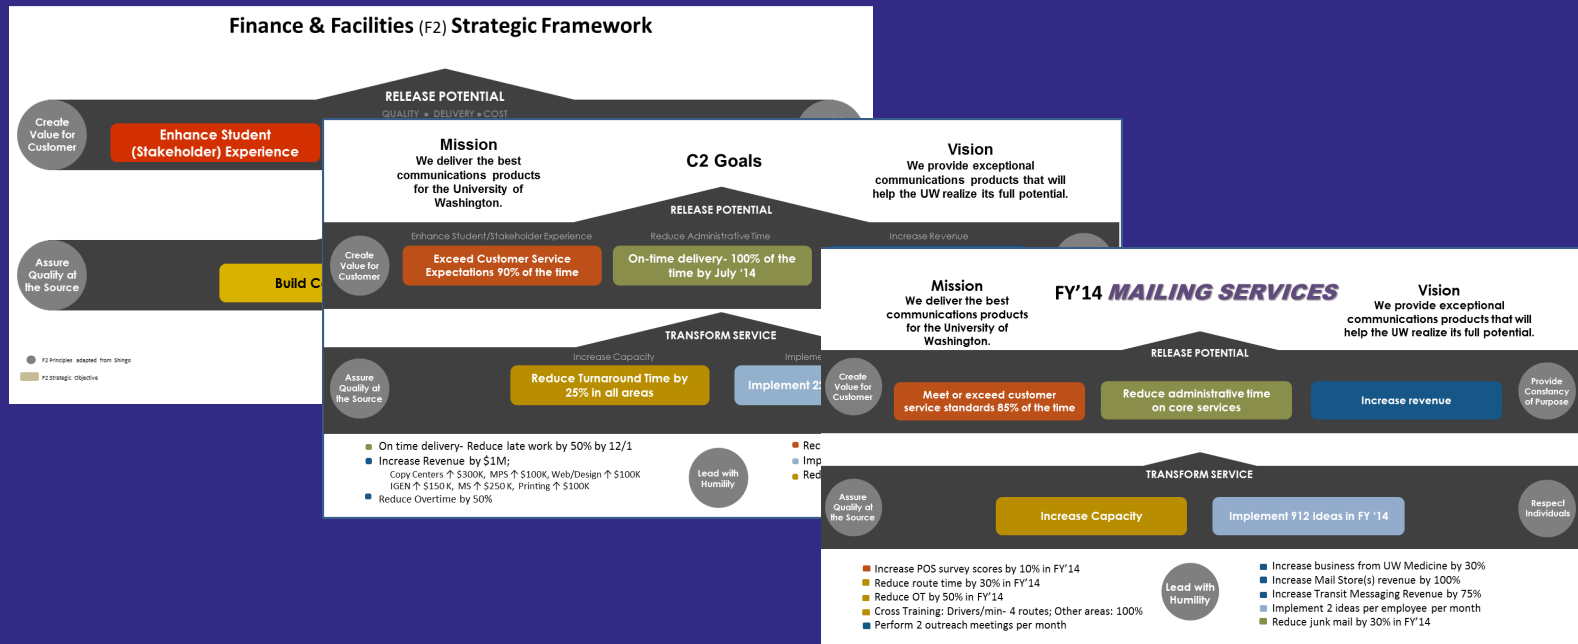 Finance & Facilities (F2) Strategic Framework
RELEASE POTENTIAL
QUALITY • DELIVERY • COST
Create
Value for
Customer
Enhance Student
(Stakeholder) Experience
Assure
Quality at
the Source
Build
F2 Principles adapted from Shingo
F2 Strategic Objective
Mission
We deliver the best
communications products
for the University of
Washington.
C2 Goals
Vision
We provide exceptional
communications products that will
help the UW realize its full potential.
RELEASE POTENTIAL
Enhance Student/Stakeholder Experience
Reduce Administrative Time
Increase Revenue
Create
Value for
Customer
Exceed Customer Service
Expectations 90% of the time
On-time delivery- 100% of the
time by July ‘14
TRANSFORM SERVICE
Increase Capacity
Assure
Quality at
the Source
Reduce Turnaround Time by
25% in all areas
Implement
On time delivery- Reduce late work by 50% by 12/1
Increase Revenue by $1M;
Copy Centers ↑ $300K, MPS ↑ $100K, Web/Design ↑ $100K
IGEN ↑ $150 K, MS ↑ $250 K, Printing ↑ $100K
Reduce Overtime by 50%
Lead with
Humility
Mission
We deliver the best
communications products
for the University of
Washington.
FY’14 MAILING SERVICES
Vision
We provide exceptional
communications products that will
help the UW realize its full potential.
RELEASE POTENTIAL
Create
Value for
Customer
Meet or exceed customer
service standards 85% of the time
Reduce administrative time
on core services
Increase revenue
Provide
Constancy
of Purpose
TRANSFORM SERVICE
Assure
Quality at
the Source
Increase Capacity
Implement 912 ideas in FY ‘14
Respect
Individuals
Increase POS survey scores by 10% in FY’14
Reduce route time by 30% in FY’14
Reduce OT by 50% in FY’14
Cross Training: Drivers/min- 4 routes; Other areas: 100%
Perform 2 outreach meetings per month
Lead with
Humility
Increase business from UW Medicine by 30%
Increase Mail Store(s) revenue by 100%
Increase Transit Messaging Revenue by 75%
Implement 2 ideas per employee per month
Reduce junk mail by 30% in FY’14